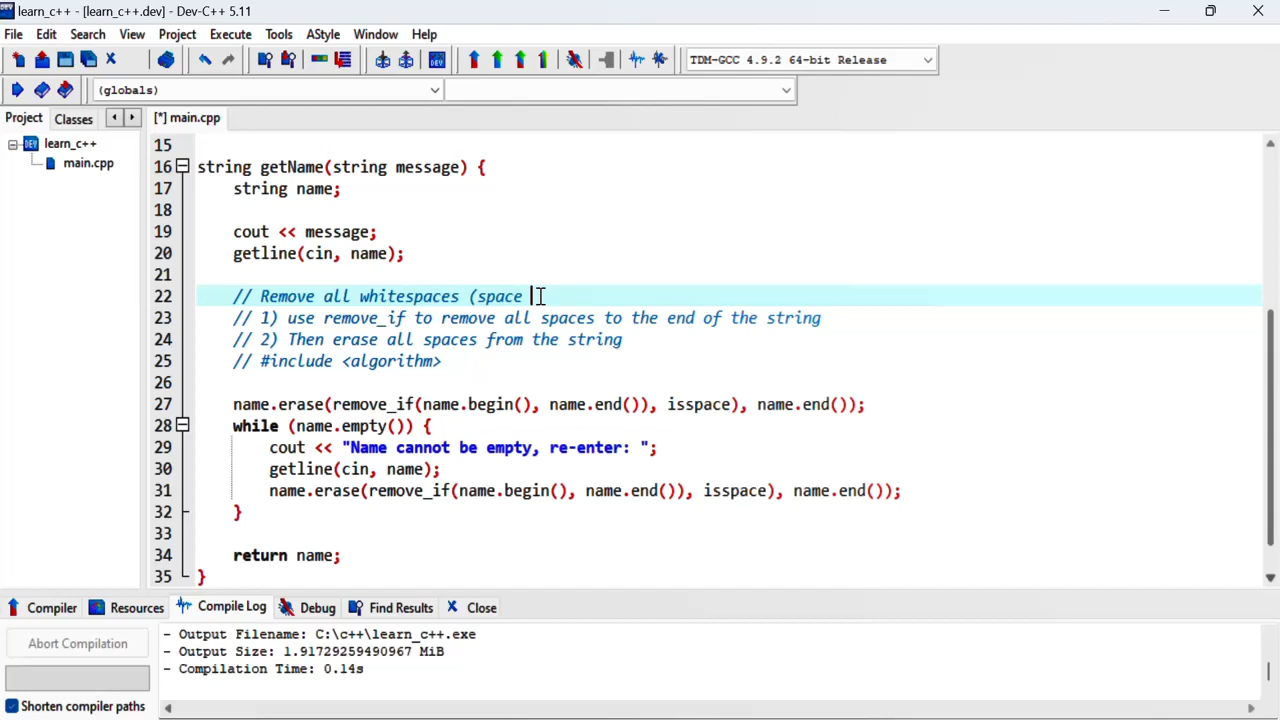 learn_c++ - [learn_c++.dev] - Dev-C++ 5.11
File Edit Search View Project Execute Tools AStyle Window Help
TDM-GCC 4.9.2 64-bit Release
(globals)
Project Classes [*] main.cpp
learn_c++
main.cpp
15
16 string getName(string message) {
17 string name;
18
19 cout << message;
20 getline(cin, name);
21
22 // Remove all whitespaces (space
23 // 1) use remove_if to remove all spaces to the end of the string
24 // 2) Then erase all spaces from the string
25 // #include <algorithm>
26
27 name.erase(remove_if(name.begin(), name.end()), isspace), name.end());
28 while (name.empty()) {
29 cout << "Name cannot be empty, re-enter: ";
30 getline(cin, name);
31 name.erase(remove_if(name.begin(), name.end()), isspace), name.end());
32 }
33
34 return name;
35 }
Compiler Resources Compile Log Debug Find Results Close
Abort Compilation
Shorten compiler paths
- Output Filename: C:\c++\learn_c++.exe
- Output Size: 1.91729259490967 MiB
- Compilation Time: 0.14s